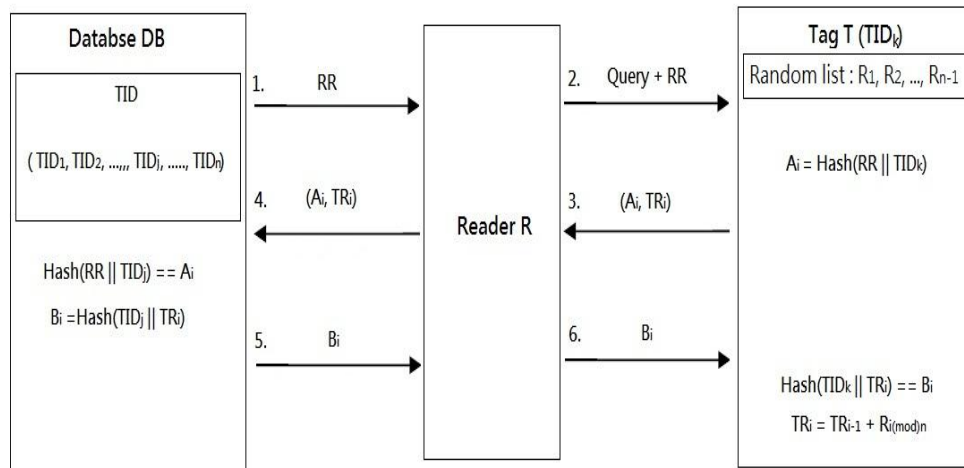 Databse DB
TID
( TID₁, TID₂, ...,,, TIDⱼ, ....., TIDₙ)
Hash(RR || TIDⱼ) == Aᵢ
Bᵢ =Hash(TIDⱼ || TRᵢ)
1. RR
4. (Aᵢ, TRᵢ)
5. Bᵢ
Reader R
2. Query + RR
3. (Aᵢ, TRᵢ)
6. Bᵢ
Tag T (TIDₖ)
Random list : R₁, R₂, ..., Rₙ₋₁
Aᵢ = Hash(RR || TIDₖ)
Hash(TIDₖ || TRᵢ) == Bᵢ
TRᵢ = TRᵢ₋₁ + Rᵢ(mod)n